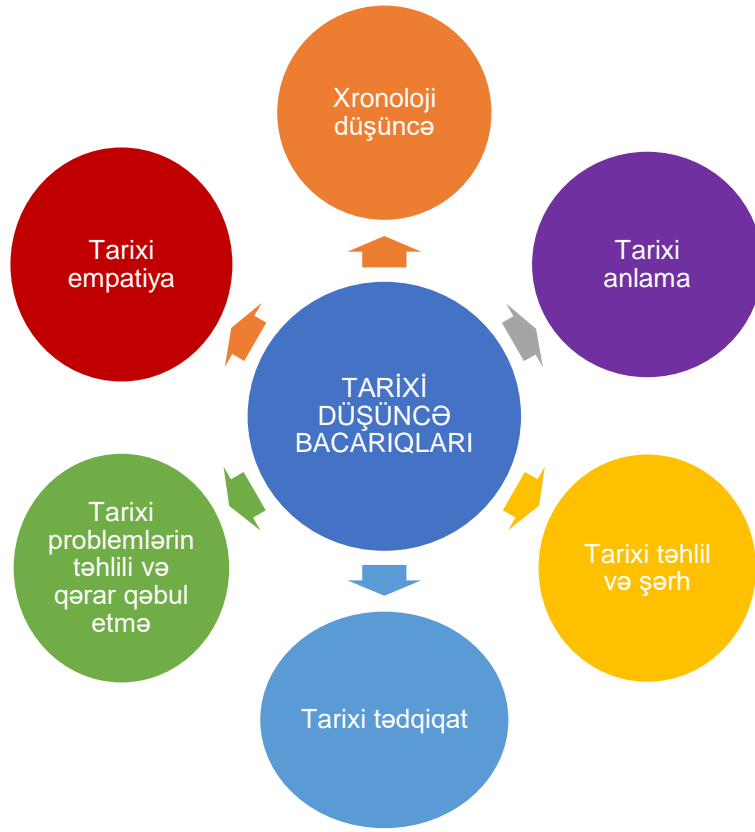 Xronoloji
düşüncə
Tarixi
empatiya
Tarixi
anlama
TARİXİ
DÜŞÜNCƏ
BACARIQLARI
Tarixi
problemlərin
təhlili və
qərar qəbul
etmə
Tarixi təhlil
və şərh
Tarixi tədqiqat